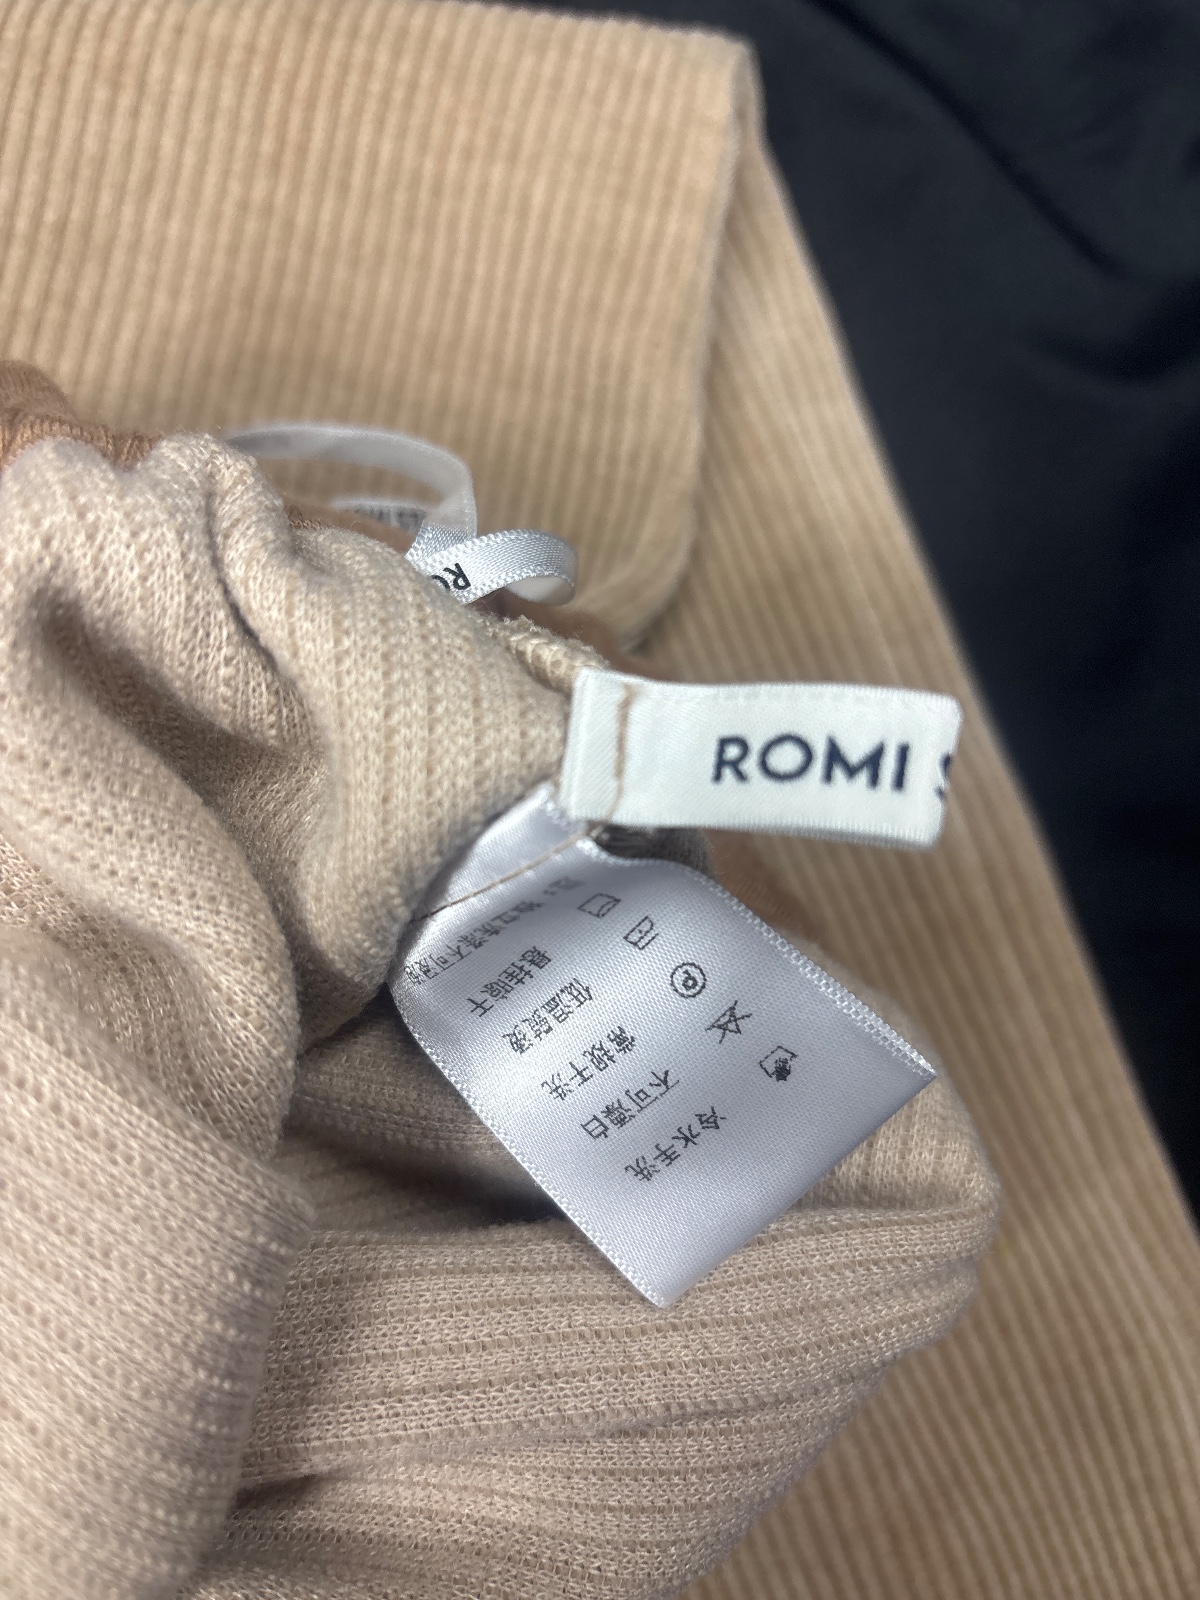 R
ROMI
冷水手洗
不可漂白
P
常规干洗
低温熨烫
悬挂晾干